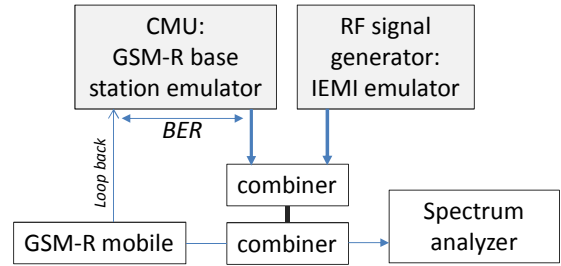 CMU:
GSM-R base
station emulator
RF signal
generator:
IEMI emulator
BER
Loop back
combiner
GSM-R mobile
combiner
Spectrum
analyzer